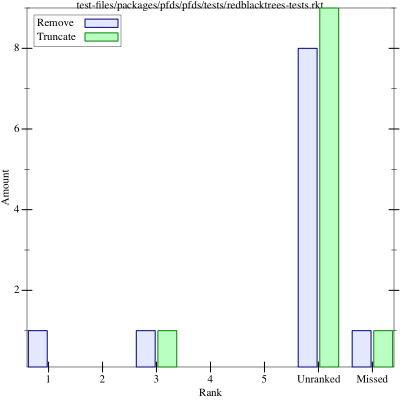 test-files/packages/pfds/pfds/tests/redblacktrees-tests.rkt
Remove
Truncate
8
6
4
2
Amount
1 2 3 4 5 Unranked Missed
Rank